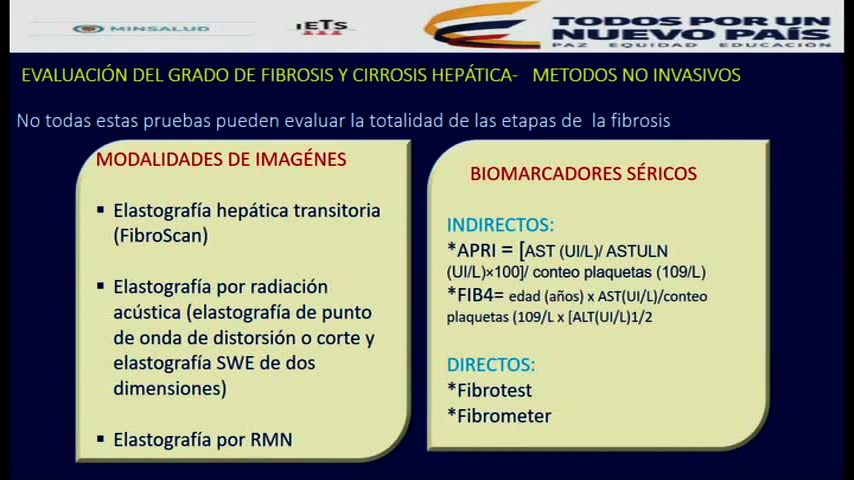 MINSALUD
IETS
TODOS POR UN
NUEVO PAÍS
PAZ EQUIDAD EDUCACIÓN
EVALUACIÓN DEL GRADO DE FIBROSIS Y CIRROSIS HEPÁTICA- METODOS NO INVASIVOS
No todas estas pruebas pueden evaluar la totalidad de las etapas de la fibrosis
MODALIDADES DE IMAGÉNES
▪ Elastografía hepática transitoria
(FibroScan)
▪ Elastografía por radiación
acústica (elastografía de punto
de onda de distorsión o corte y
elastografía SWE de dos
dimensiones)
▪ Elastografía por RMN
BIOMARCADORES SÉRICOS
INDIRECTOS:
*APRI = [AST (UI/L)/ ASTULN
(UI/L)×100]/ conteo plaquetas (109/L)
*FIB4= edad (años) x AST(UI/L)/conteo
plaquetas (109/L x [ALT(UI/L)1/2
DIRECTOS:
*Fibrotest
*Fibrometer